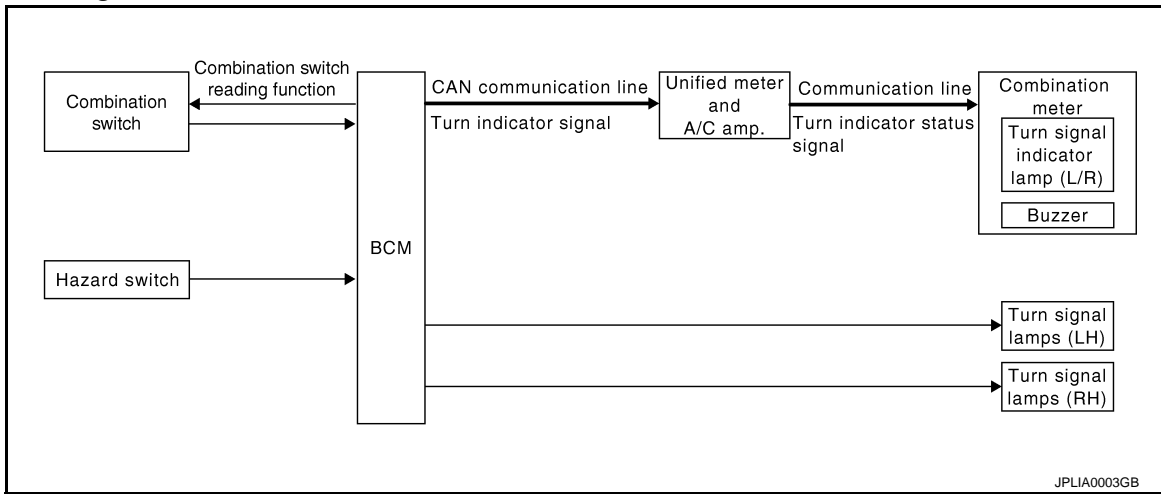 Combination switch
reading function
Combination
switch
Hazard switch
BCM
CAN communication line
Turn indicator signal
Unified meter
and
A/C amp.
Communication line
Turn indicator status
signal
Combination
meter
Turn signal
indicator
lamp (L/R)
Buzzer
Turn signal
lamps (LH)
Turn signal
lamps (RH)
JPLIA0003GB